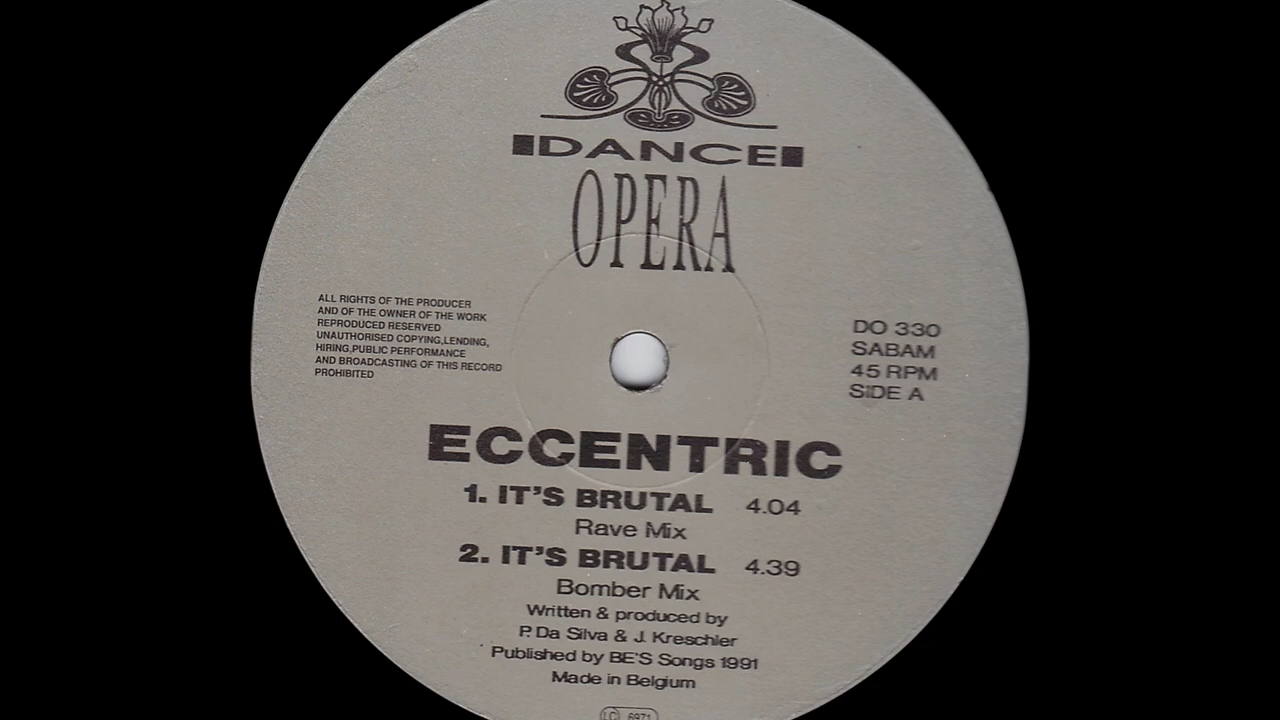 DANCE
OPERA
ALL RIGHTS OF THE PRODUCER
AND OF THE OWNER OF THE WORK
REPRODUCED RESERVED
UNAUTHORISED COPYING,LENDING,
HIRING,PUBLIC PERFORMANCE
AND BROADCASTING OF THIS RECORD
PROHIBITED
DO 330
SABAM
45 RPM
SIDE A
ECCENTRIC
1. IT'S BRUTAL 4.04
Rave Mix
2. IT'S BRUTAL 4.39
Bomber Mix
Written & produced by
P. Da Silva & J. Kreschler
Published by BE'S Songs 1991
Made in Belgium
LC 6971